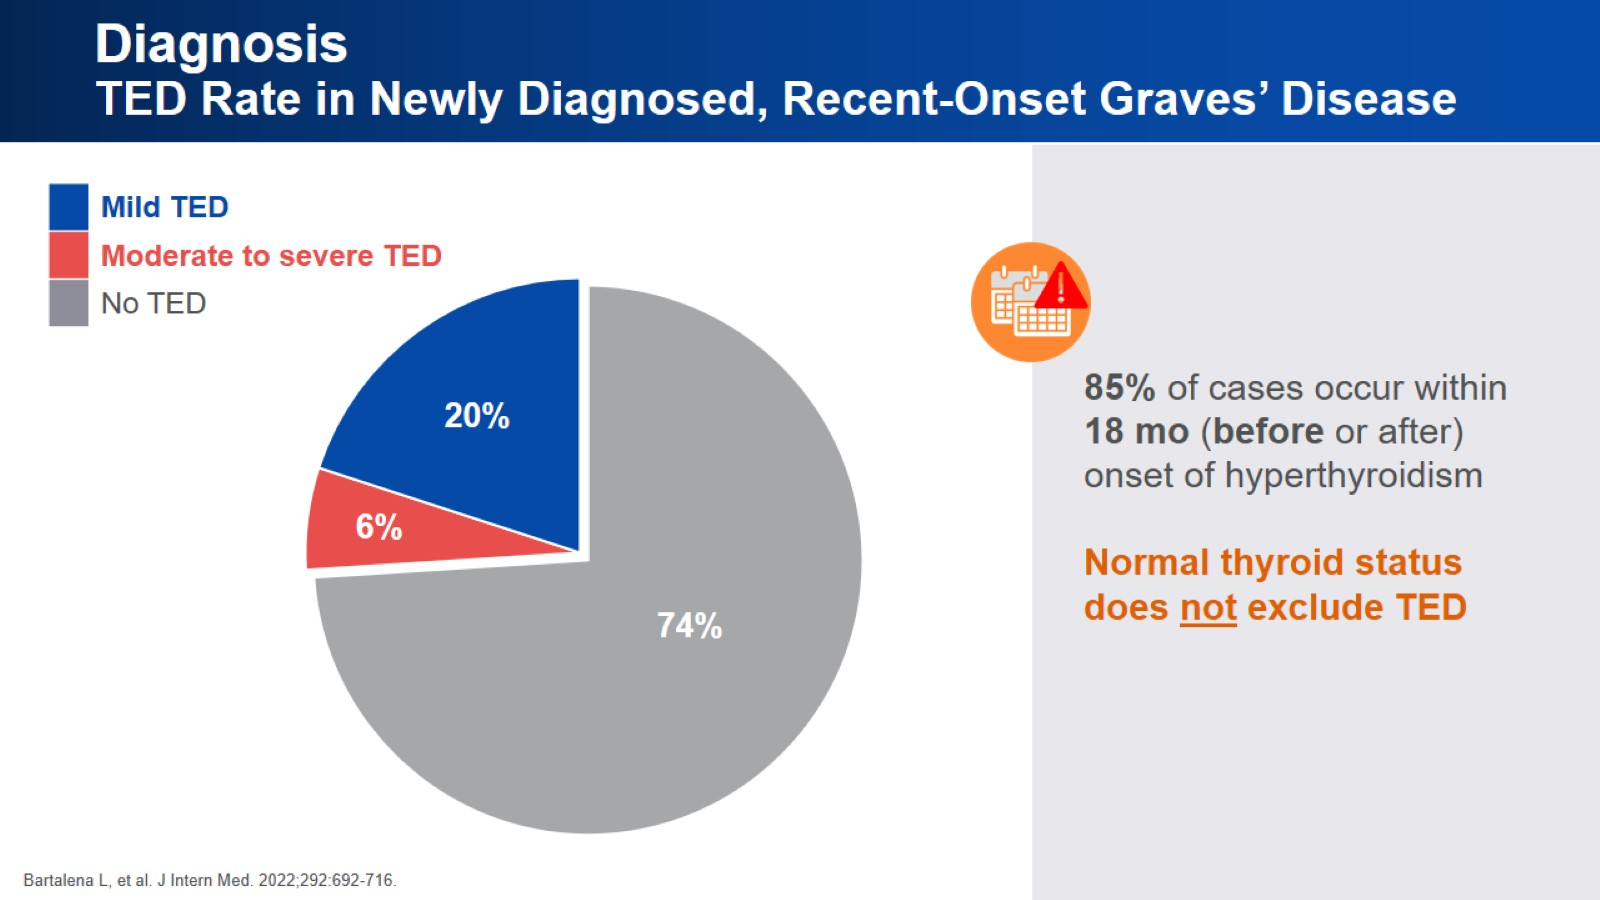 Diagnosis
TED Rate in Newly Diagnosed, Recent-Onset Graves’ Disease
Mild TED
Moderate to severe TED
No TED
20%
6%
74%
85% of cases occur within
18 mo (before or after)
onset of hyperthyroidism
Normal thyroid status
does not exclude TED
Bartalena L, et al. J Intern Med. 2022;292:692-716.